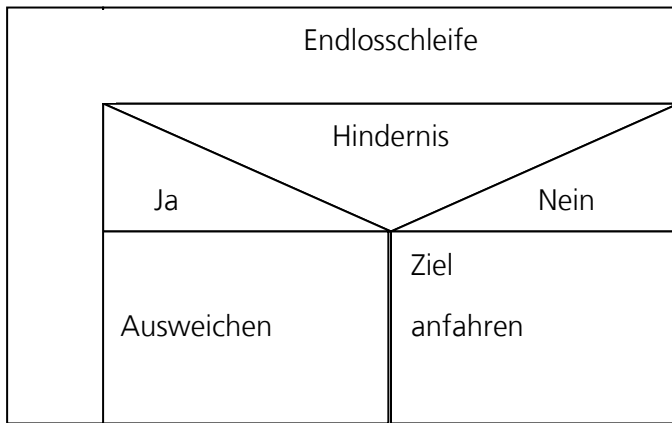 Endlosschleife
Hindernis
Ja
Nein
Ausweichen
Ziel
anfahren